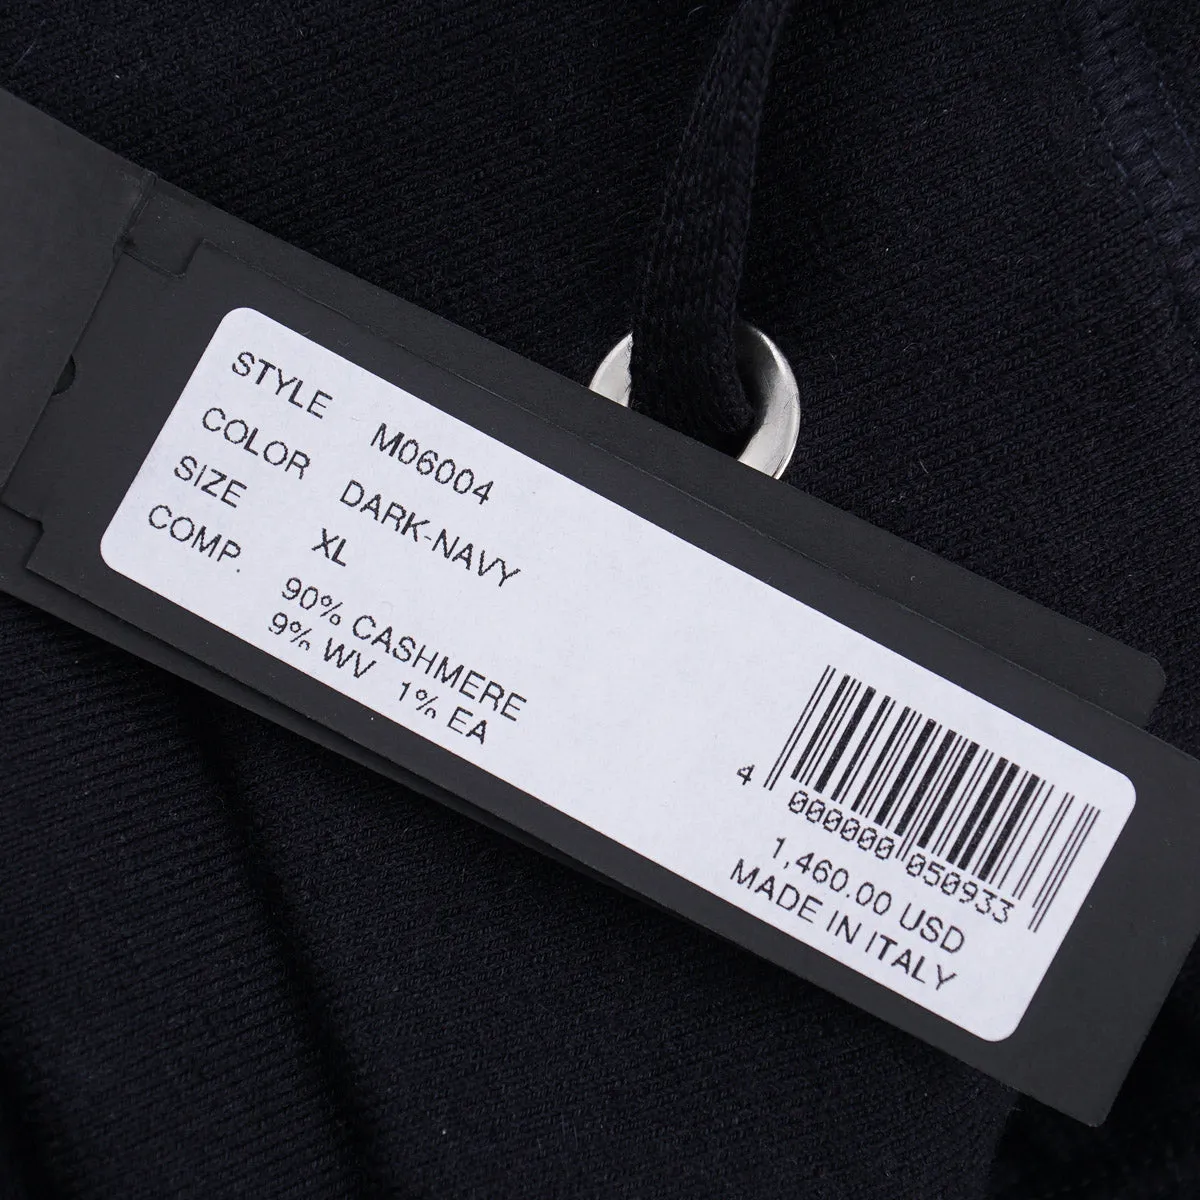 STYLE M06004
COLOR DARK-NAVY
SIZE XL
COMP. 90% CASHMERE
9% WV 1% EA
4 000000 050933
1,460.00 USD
MADE IN ITALY